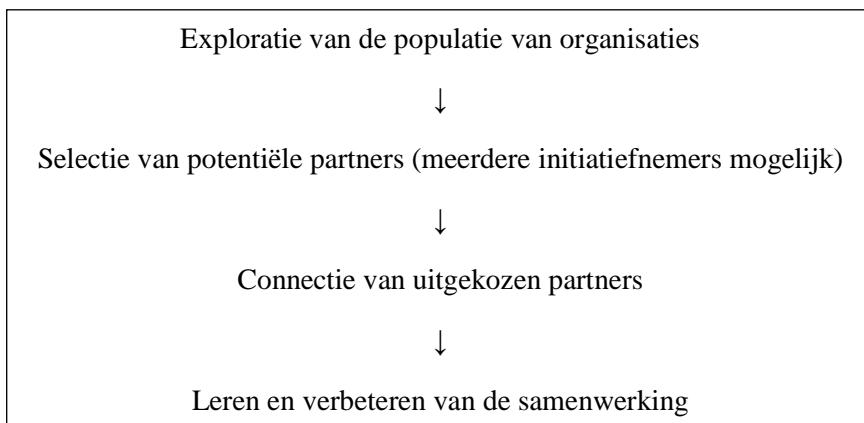 Exploratie van de populatie van organisaties
↓
Selectie van potentiële partners (meerdere initiatiefnemers mogelijk)
↓
Connectie van uitgekozen partners
↓
Leren en verbeteren van de samenwerking